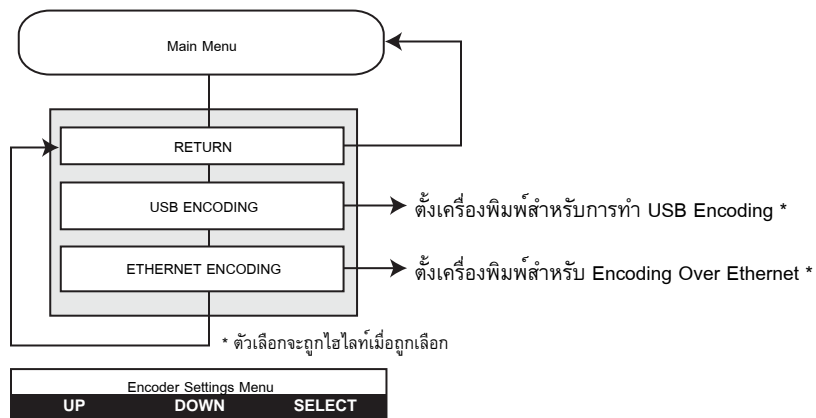 Main Menu
RETURN
USB ENCODING
ตั้งเครื่องพิมพ์สำหรับการทำ USB Encoding *
ETHERNET ENCODING
ตั้งเครื่องพิมพ์สำหรับ Encoding Over Ethernet *
* ตัวเลือกจะถูกไฮไลท์เมื่อถูกเลือก
Encoder Settings Menu
UP DOWN SELECT